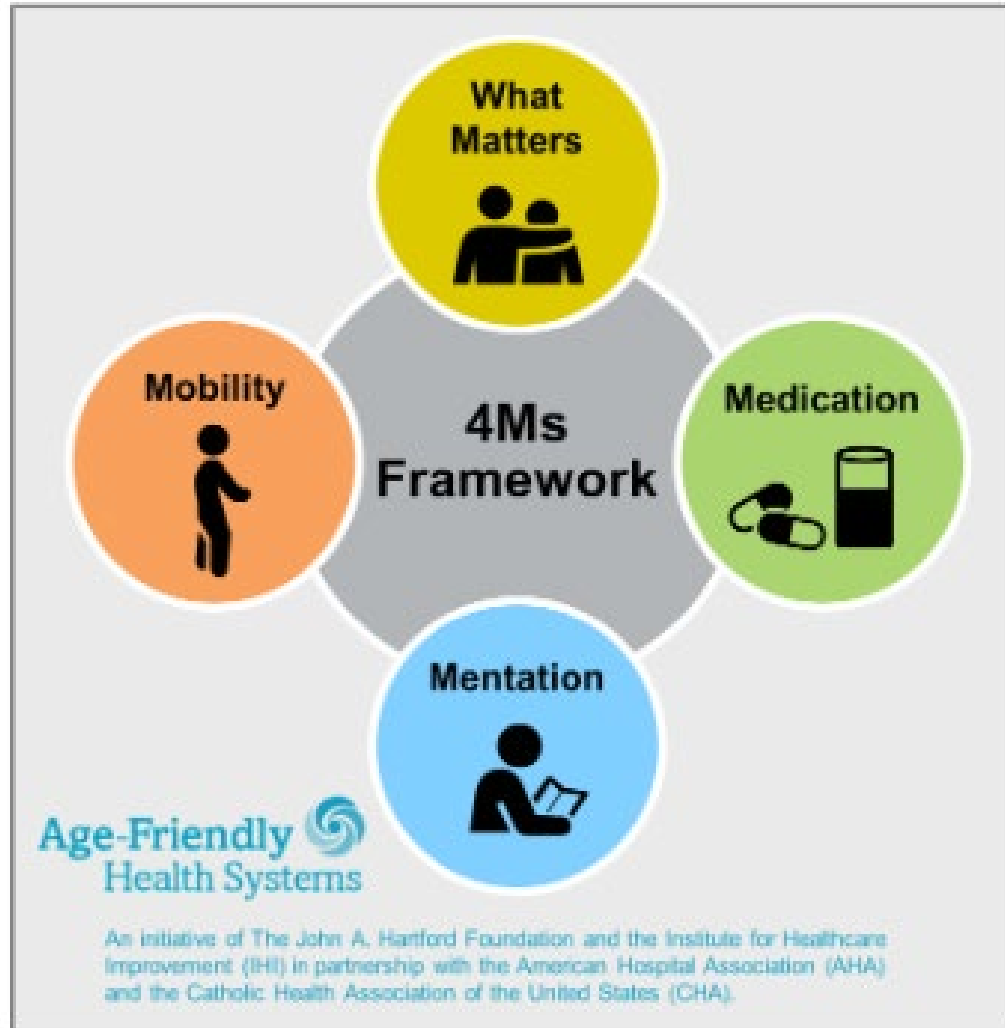 What
Matters
Mobility
4Ms
Framework
Medication
Mentation
Age-Friendly
Health Systems
An initiative of The John A. Hartford Foundation and the Institute for Healthcare
Improvement (IHI) in partnership with the American Hospital Association (AHA)
and the Catholic Health Association of the United States (CHA).